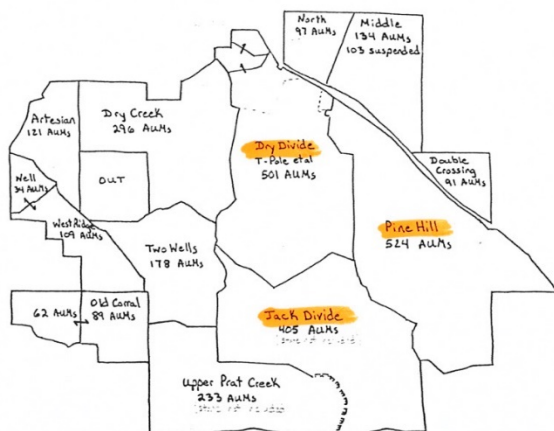 North
97 AUMs
Middle
134 AUMs
103 suspended
Artesian
121 AUMs
Dry Creek
296 AUMs
Dry Divide
T-Pole etal
501 AUMs
Double
Crossing
91 AUMs
Well
34 AUMs
OUT
West Ridge
109 AUMs
Two Wells
178 AUMs
Pine Hill
524 AUMs
62 AUMs
Old Corral
89 AUMs
Jack Divide
405 AUMs
Upper Prat Creek
233 AUMs